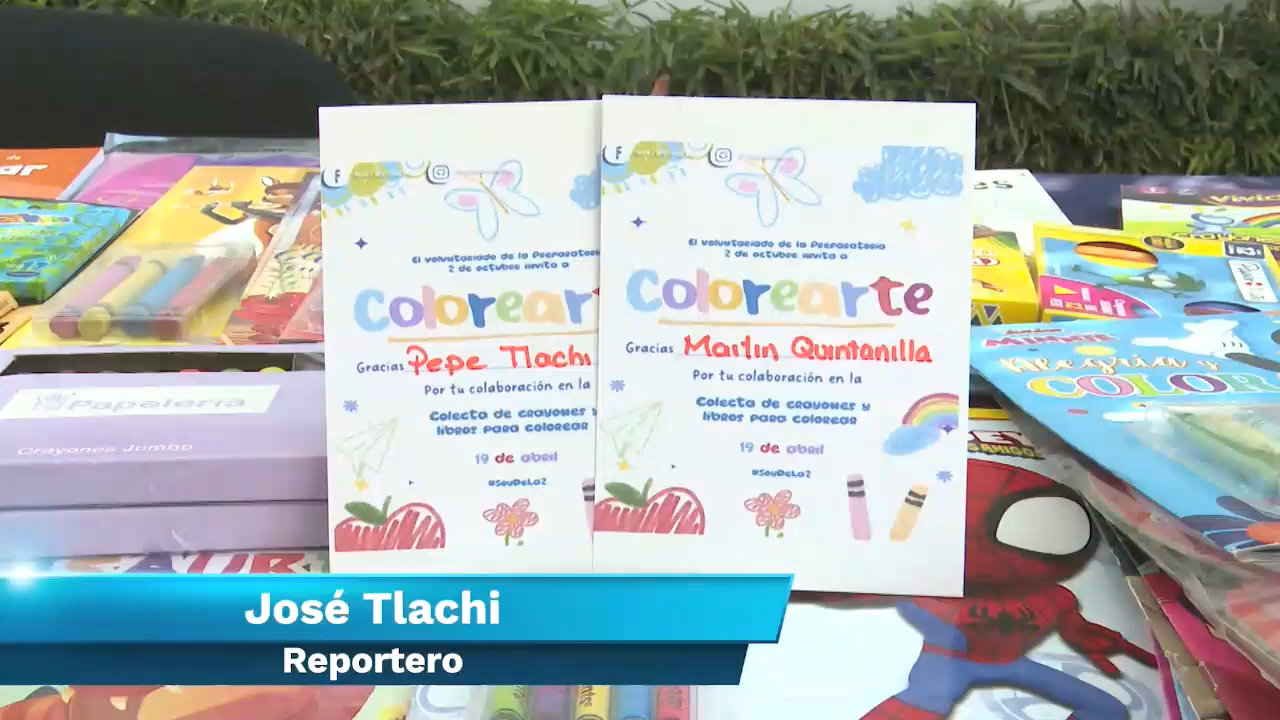 El voluntariado de la Preparatoria
2 de octubre invita a
Colorear
Gracias Pepe Tlachi
Por tu colaboración en la
Colecta de crayones y
libros para colorear
19 de abril
#SoyDeLa2
El voluntariado de la Preparatoria
2 de octubre invita a
Colorearte
Gracias Martin Quintanilla
Por tu colaboración en la
Colecta de crayones y
libros para colorear
19 de abril
#SoyDeLa2
Papelería
Crayones Jumbo
MINNIE
Alegría y
COLOR
José Tlachi
Reportero